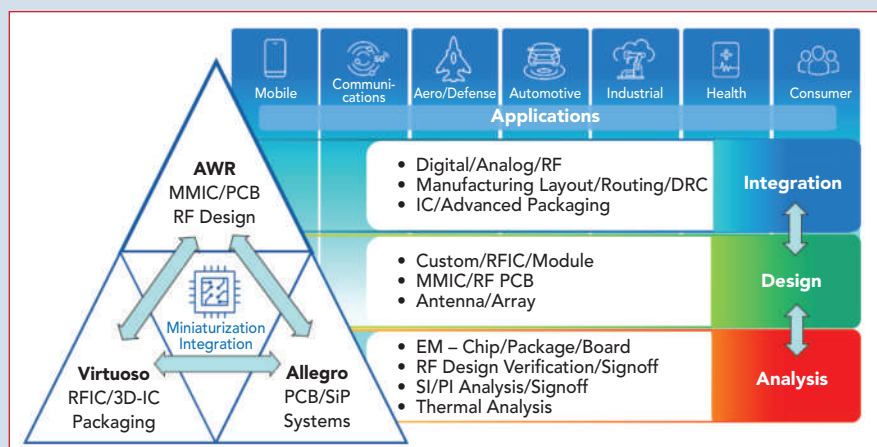 Mobile
Communi-
cations
Aero/Defense
Automotive
Industrial
Health
Consumer
Applications
AWR
MMIC/PCB
RF Design
Miniaturization
Integration
Virtuoso
RFIC/3D-IC
Packaging
Allegro
PCB/SiP
Systems
• Digital/Analog/RF
• Manufacturing Layout/Routing/DRC
• IC/Advanced Packaging
Integration
• Custom/RFIC/Module
• MMIC/RF PCB
• Antenna/Array
Design
• EM – Chip/Package/Board
• RF Design Verification/Signoff
• SI/PI Analysis/Signoff
• Thermal Analysis
Analysis